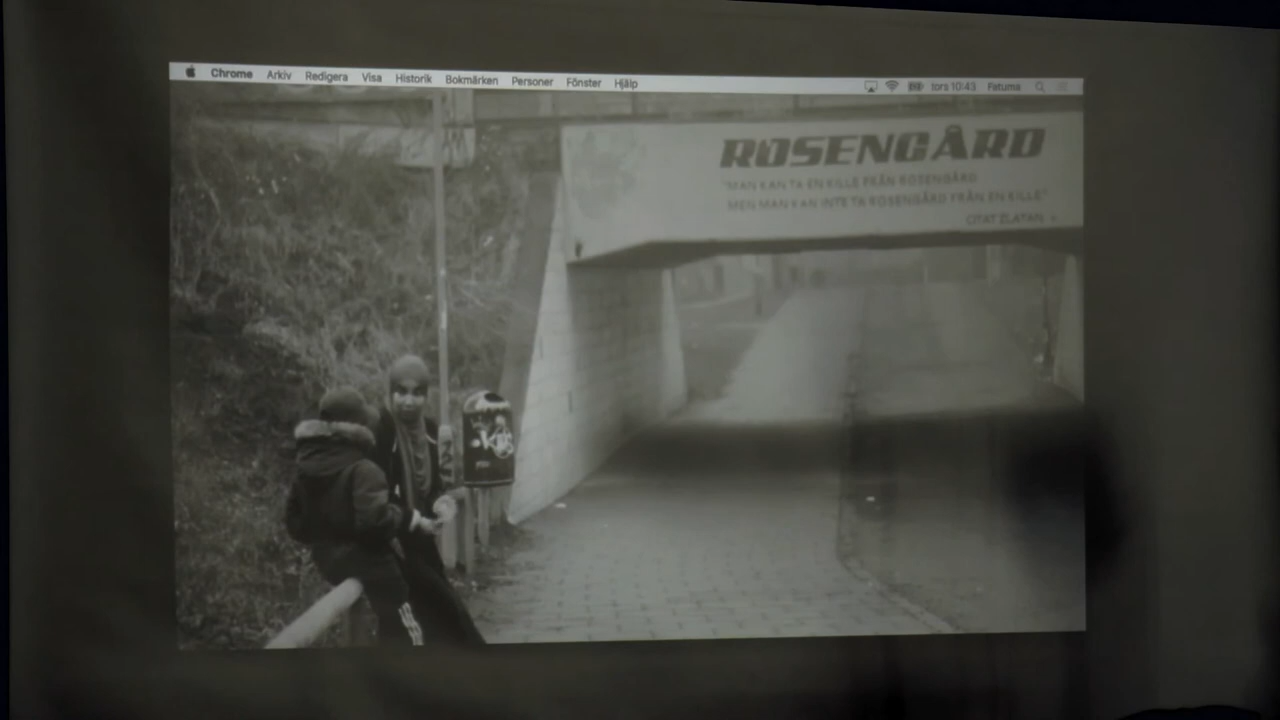 Chrome Arkiv Redigera Visa Historik Bokmärken Personer Fönster Hjälp
tors 10:43 Fatuma
ROSENGÅRD
"MAN KAN TA EN KILLE FRÅN ROSENGÅRD
MEN MAN KAN INTE TA ROSENGÅRD FRÅN EN KILLE"
CITAT ZLATAN